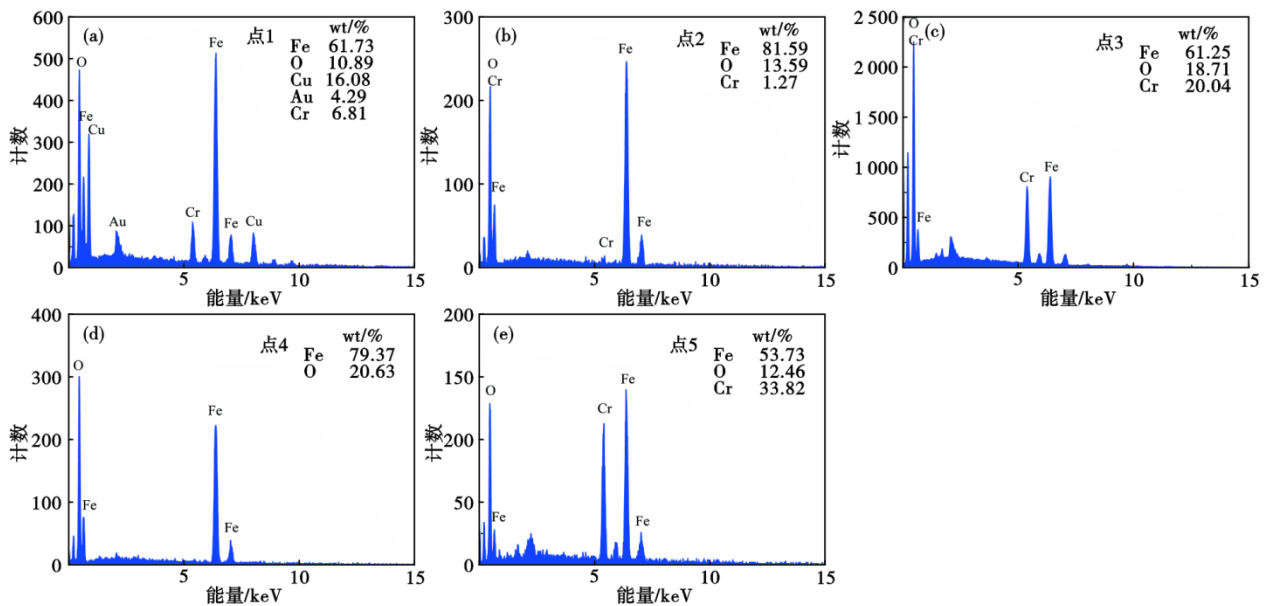 (a)
点1
wt/%
Fe 61.73
O 10.89
Cu 16.08
Au 4.29
Cr 6.81
O
Fe
Cu
Au
Cr
Fe
Fe
Cu
600
500
400
300
200
100
0
5
10
15
计数
能量/keV
(b)
点2
wt/%
Fe 81.59
O 13.59
Cr 1.27
O
Cr
Fe
Cr
Fe
Fe
300
200
100
0
5
10
15
计数
能量/keV
(c)
点3
wt/%
Fe 61.25
O 18.71
Cr 20.04
O
Cr
Fe
Cr
Fe
2 500
2 000
1 500
1 000
500
0
5
10
15
计数
能量/keV
(d)
点4
wt/%
Fe 79.37
O 20.63
O
Fe
Fe
Fe
400
300
200
100
0
5
10
15
计数
能量/keV
(e)
点5
wt/%
Fe 53.73
O 12.46
Cr 33.82
O
Fe
Cr
Fe
Fe
200
150
200
50
0
5
10
15
计数
能量/keV